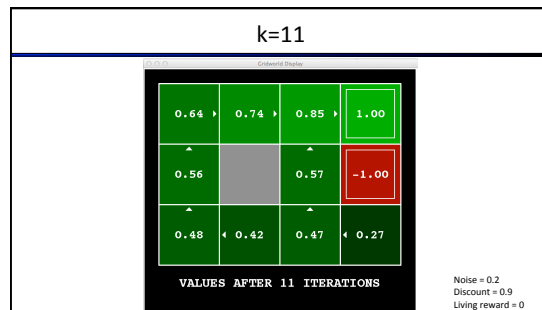 k=11
Gridworld Display
0.64 0.74 0.85 1.00
0.56 0.57 -1.00
0.48 0.42 0.47 0.27
VALUES AFTER 11 ITERATIONS
Noise = 0.2
Discount = 0.9
Living reward = 0